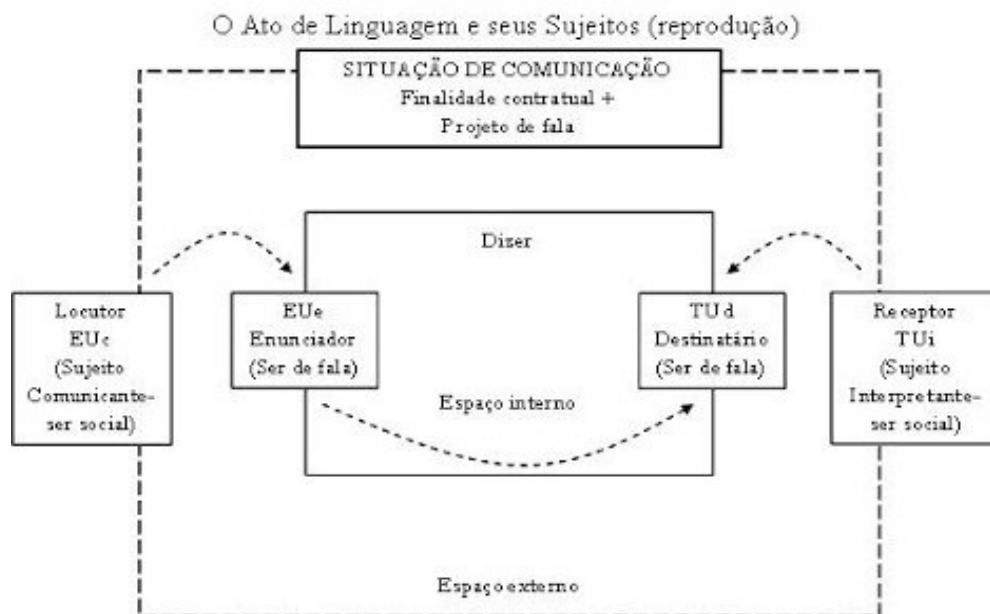 O Ato de Linguagem e seus Sujeitos (reprodução)
SITUAÇÃO DE COMUNICAÇÃO
Finalidade contratual +
Projeto de fala
Dizer
Locutor
EUc
(Sujeito
Comunicante-
ser social)
EUe
Enunciador
(Ser de fala)
TUd
Destinatário
(Ser de fala)
Receptor
TUi
(Sujeito
Interpretante-
ser social)
Espaço interno
Espaço externo